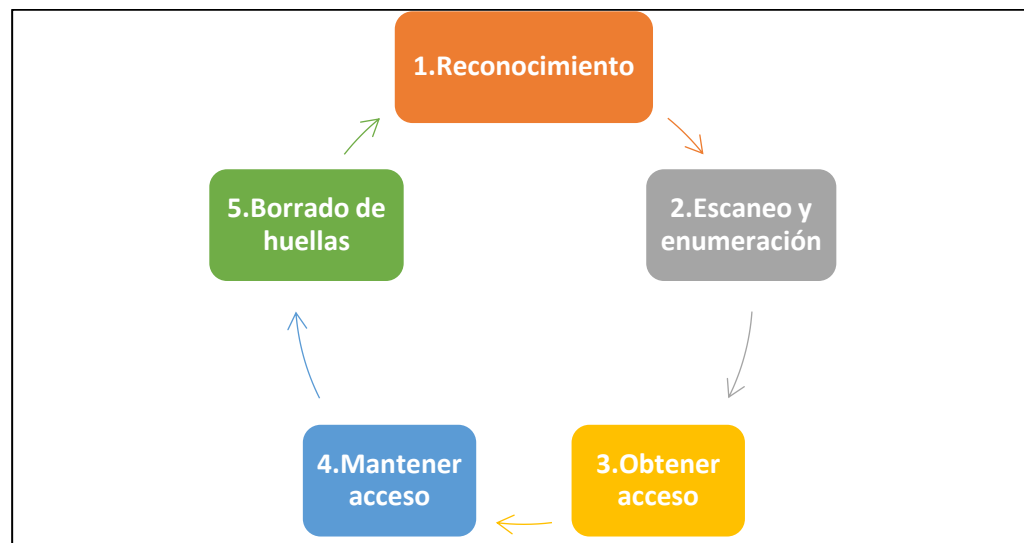 1.Reconocimiento
2.Escaneo y
enumeración
3.Obtener
acceso
4.Mantener
acceso
5.Borrado de
huellas